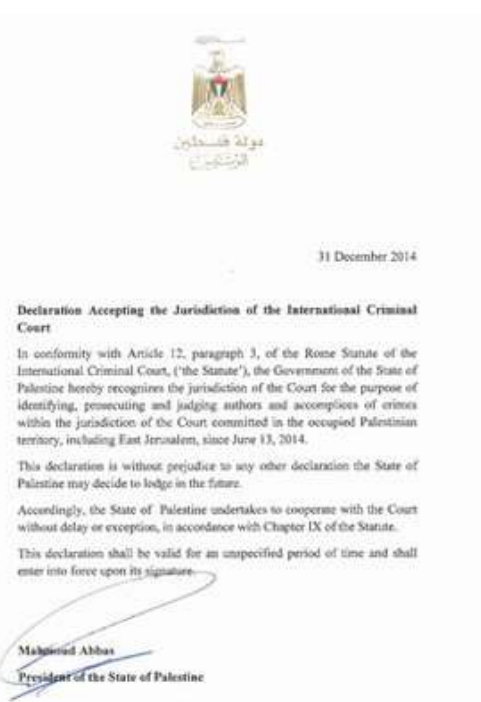 دولة فلسطين
الرئيس
31 December 2014
Declaration Accepting the Jurisdiction of the International Criminal
Court
In conformity with Article 12, paragraph 3, of the Rome Statute of the
International Criminal Court, ('the Statute'), the Government of the State of
Palestine hereby recognizes the jurisdiction of the Court for the purpose of
identifying, prosecuting and judging authors and accomplices of crimes
within the jurisdiction of the Court committed in the occupied Palestinian
territory, including East Jerusalem, since June 13, 2014.
This declaration is without prejudice to any other declaration the State of
Palestine may decide to lodge in the future.
Accordingly, the State of Palestine undertakes to cooperate with the Court
without delay or exception, in accordance with Chapter IX of the Statute.
This declaration shall be valid for an unspecified period of time and shall
enter into force upon its signature.
Mahmoud Abbas
President of the State of Palestine